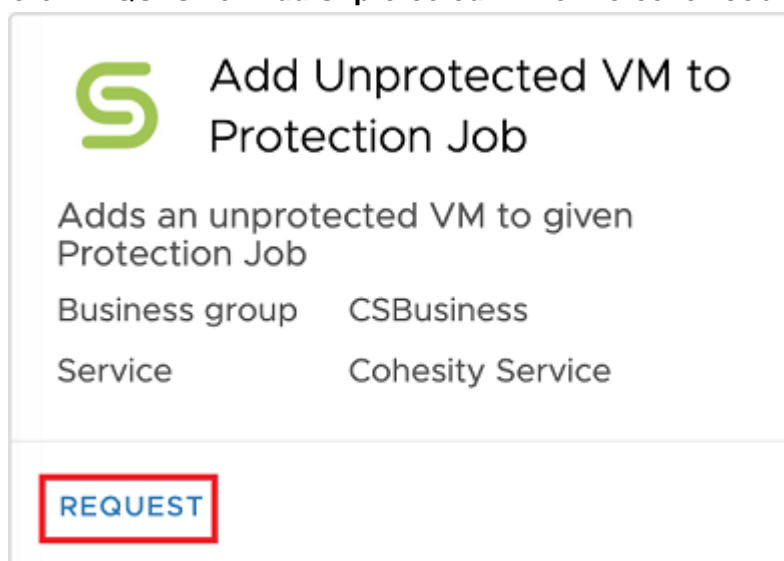 Add Unprotected VM to
Protection Job
Adds an unprotected VM to given
Protection Job
Business group CSBusiness
Service Cohesity Service
REQUEST